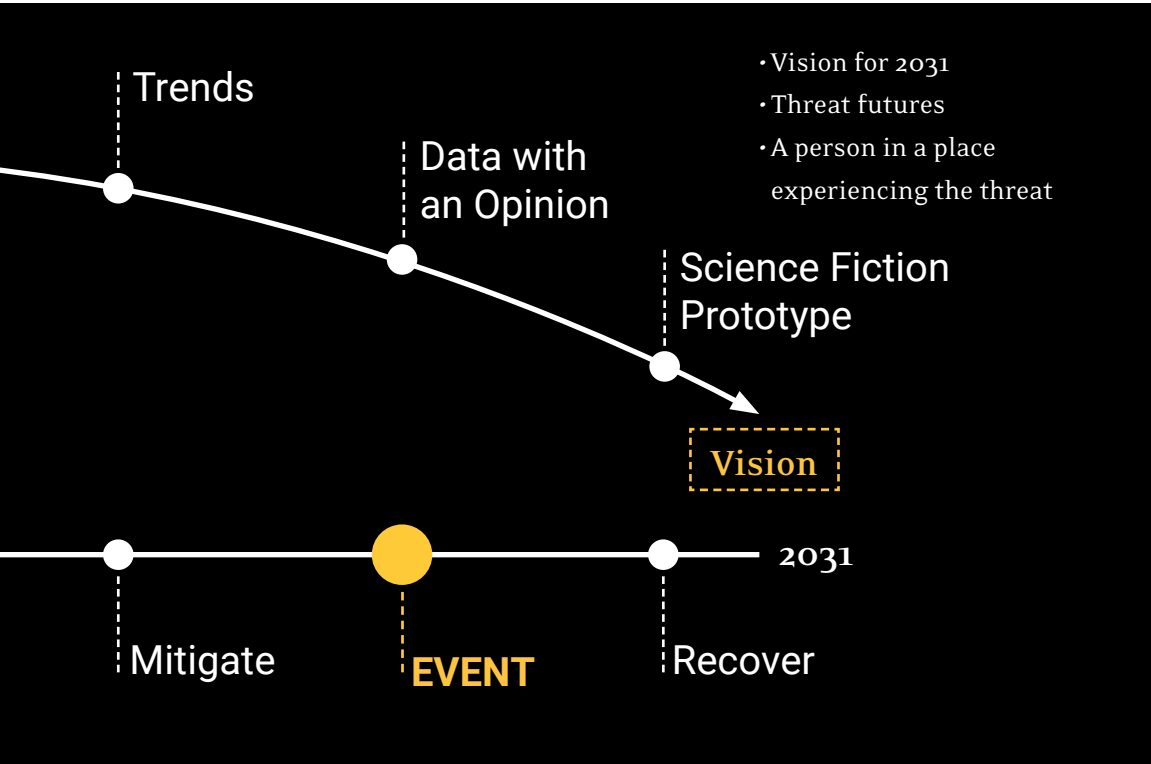 Trends
Data with
an Opinion
• Vision for 2031
• Threat futures
• A person in a place
experiencing the threat
Science Fiction
Prototype
Vision
2031
Mitigate
EVENT
Recover